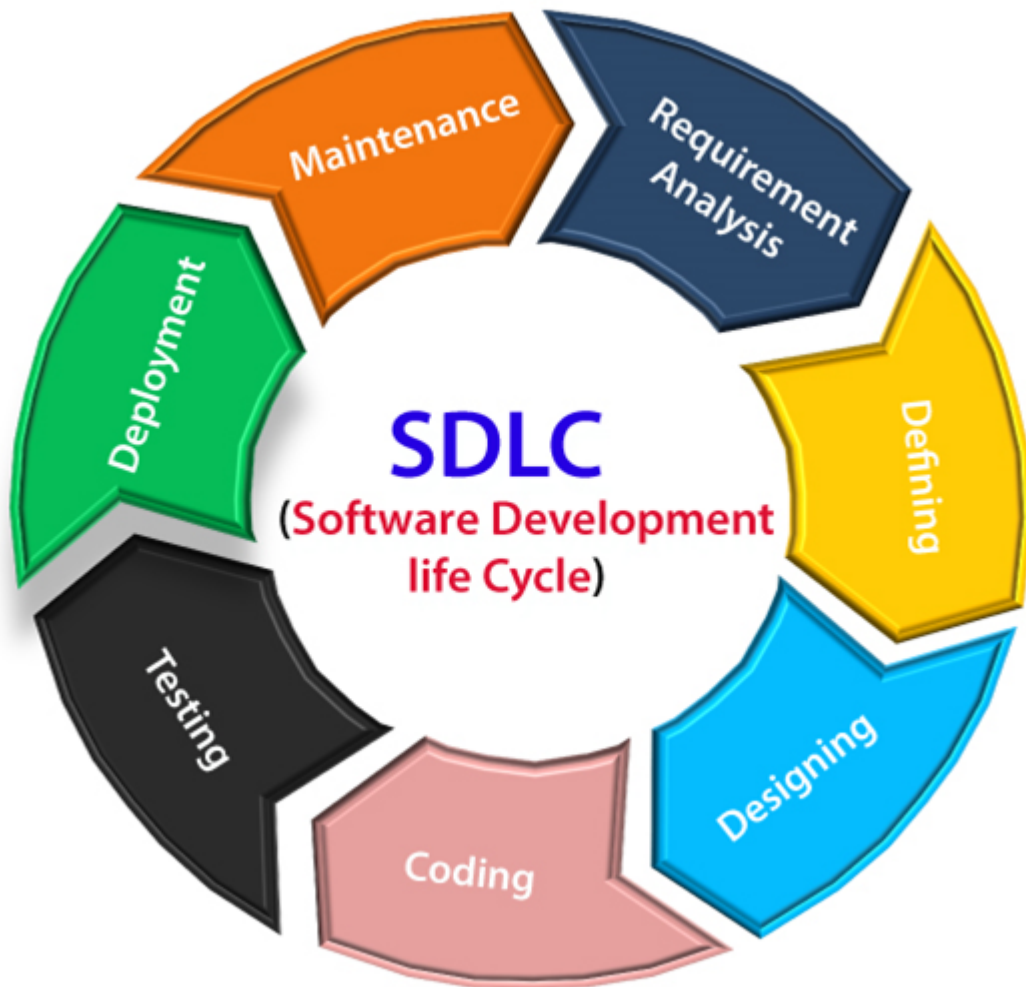 SDLC
(Software Development
life Cycle)
Requirement
Analysis
Defining
Designing
Coding
Testing
Deployment
Maintenance